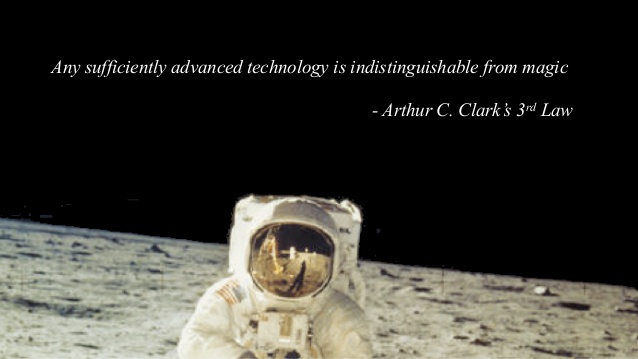 Any sufficiently advanced technology is indistinguishable from magic
- Arthur C. Clark’s 3rd Law